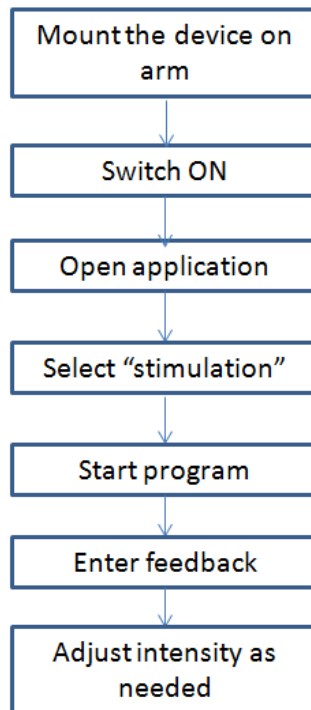 Mount the device on
arm
Switch ON
Open application
Select “stimulation”
Start program
Enter feedback
Adjust intensity as
needed